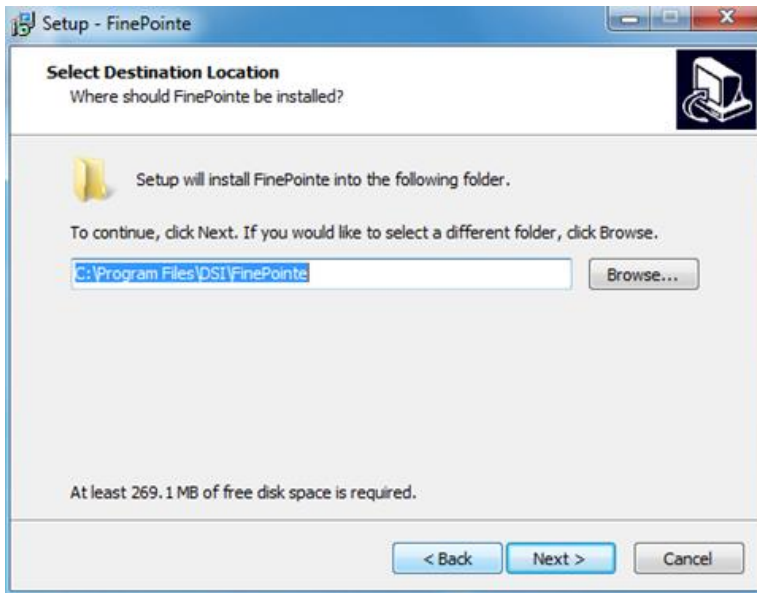 Setup - FinePointe
Select Destination Location
Where should FinePointe be installed?
Setup will install FinePointe into the following folder.
To continue, click Next. If you would like to select a different folder, click Browse.
C:\Program Files\DSI\FinePointe
Browse...
At least 269.1 MB of free disk space is required.
< Back
Next >
Cancel